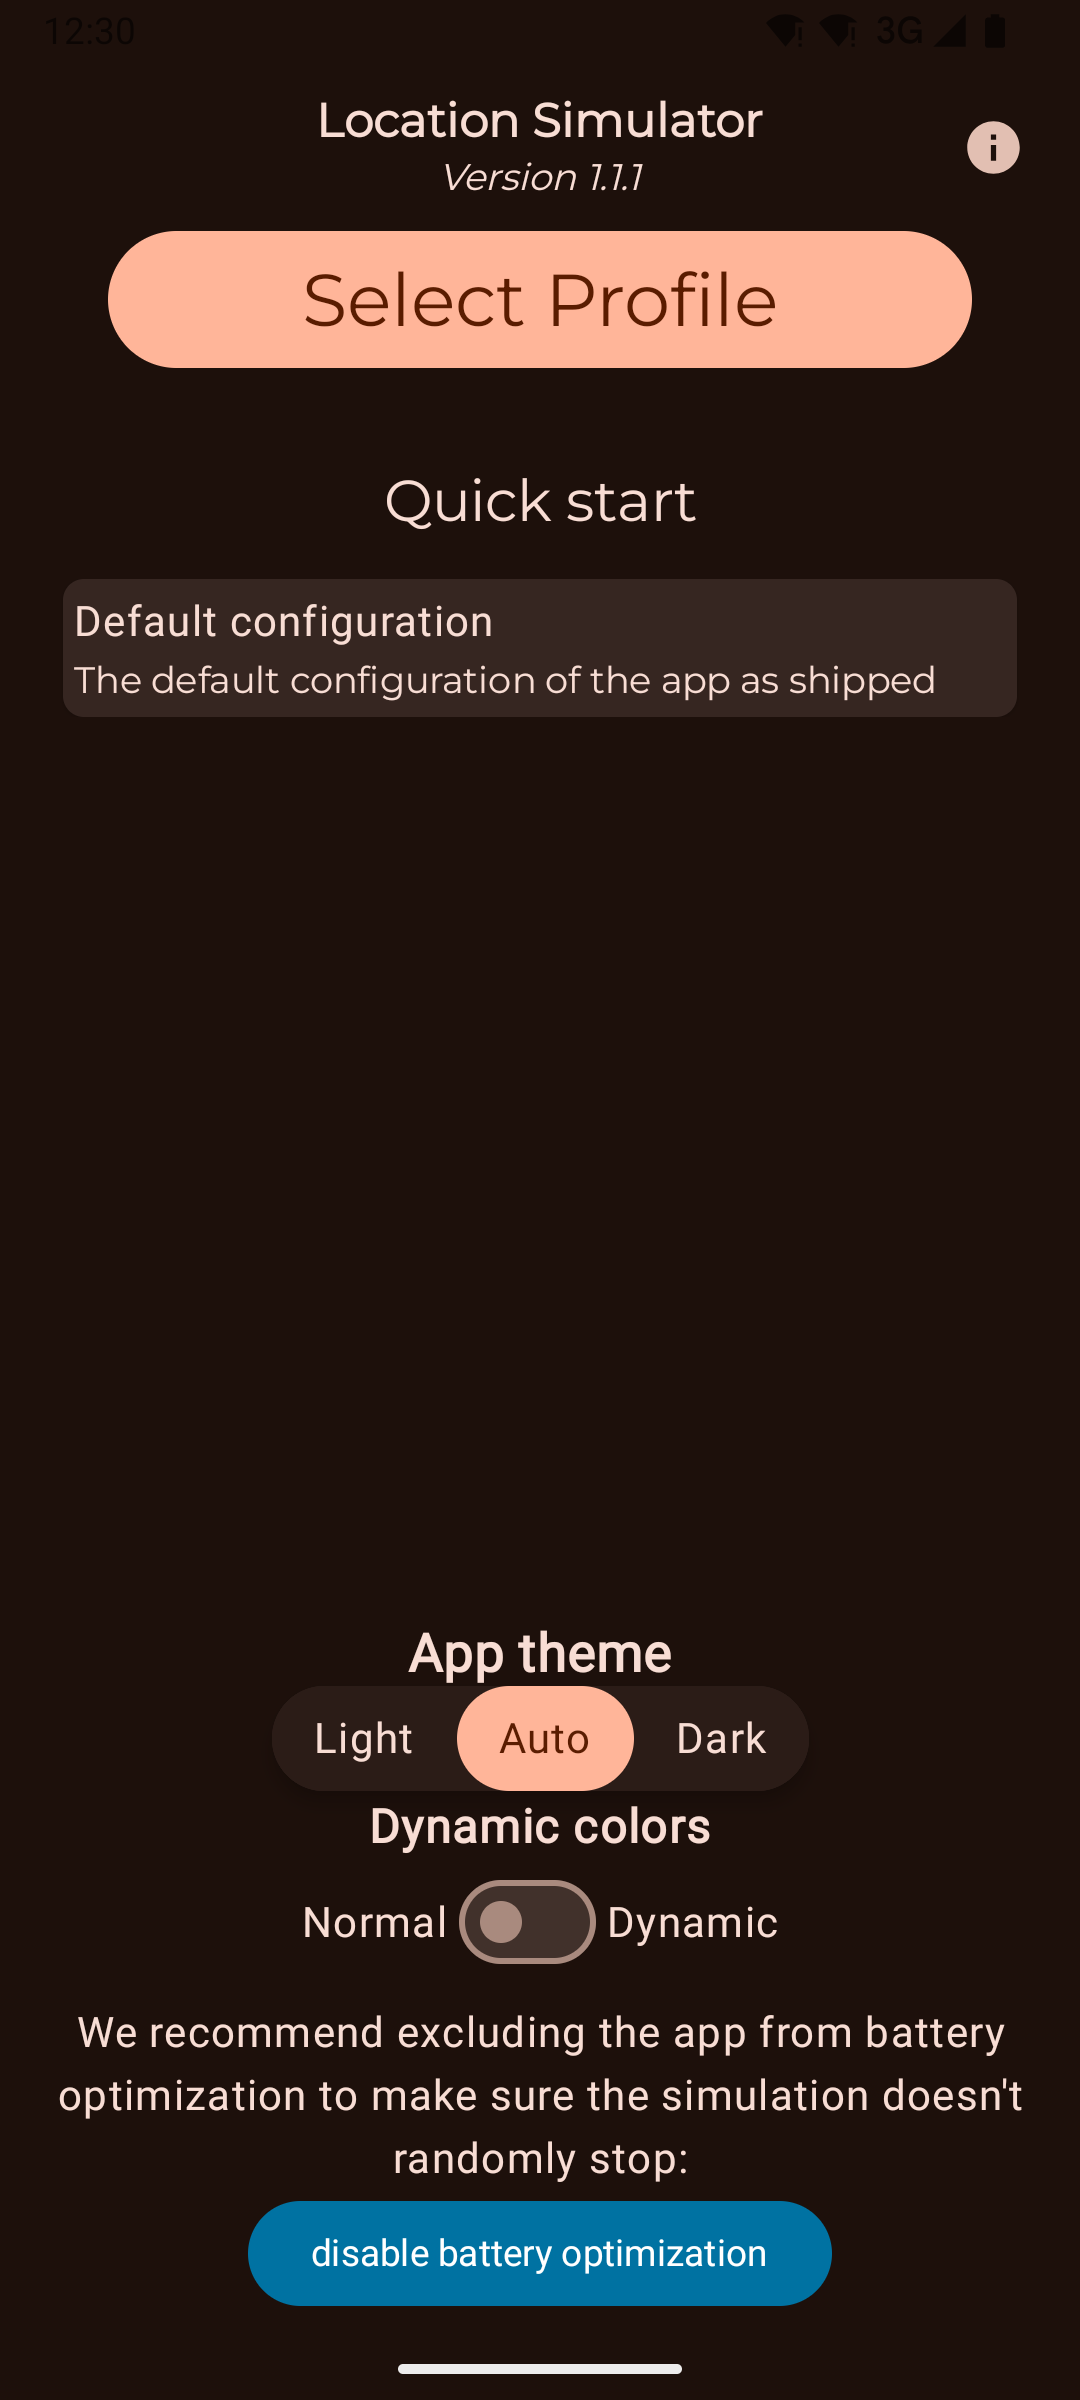 12:30
3G
Location Simulator
Version 1.1.1
Select Profile
Quick start
Default configuration
The default configuration of the app as shipped
App theme
Light Auto Dark
Dynamic colors
Normal Dynamic
We recommend excluding the app from battery
optimization to make sure the simulation doesn't
randomly stop:
disable battery optimization